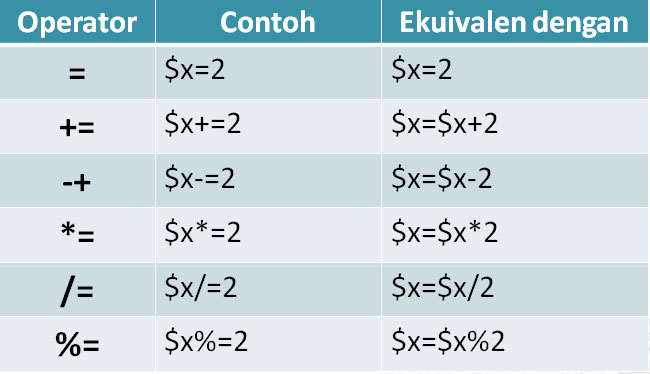 Operator Contoh Ekuivalen dengan
= $x=2 $x=2
+= $x+=2 $x=$x+2
-+ $x-=2 $x=$x-2
*= $x*=2 $x=$x*2
/= $x/=2 $x=$x/2
%= $x%=2 $x=$x%2